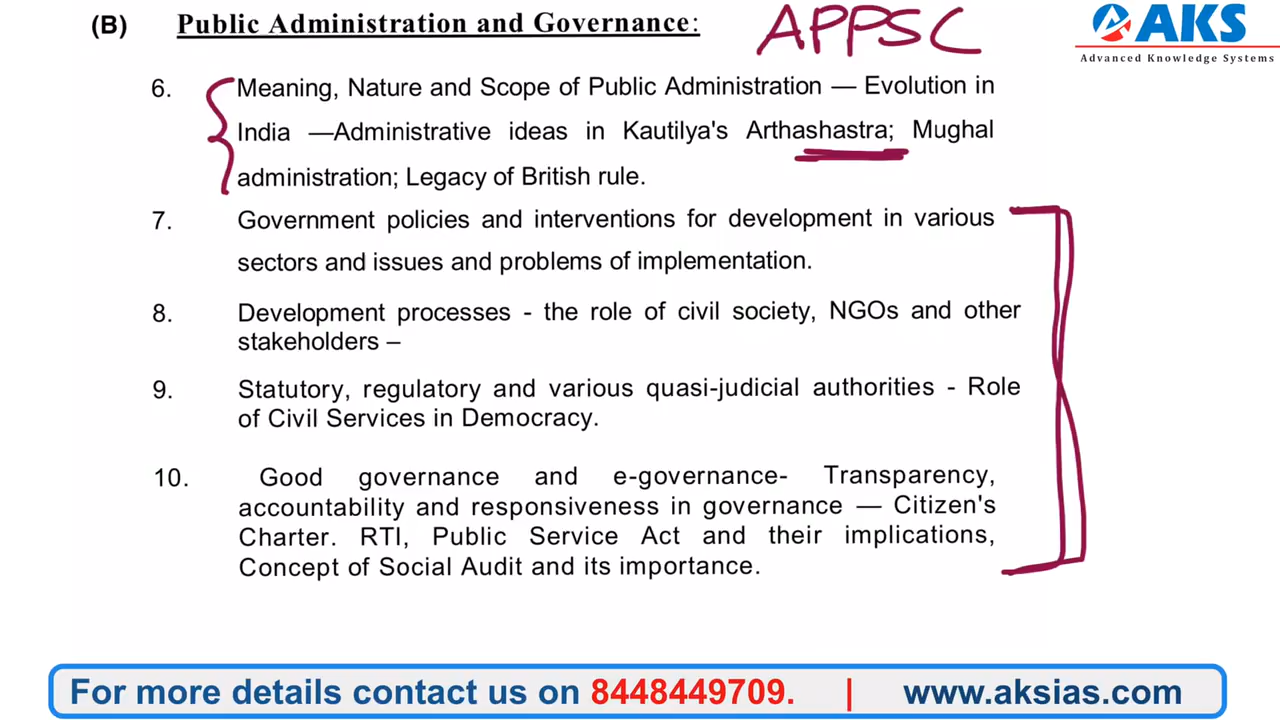 (B) Public Administration and Governance:
APPSC
AKS
Advanced Knowledge Systems
6. Meaning, Nature and Scope of Public Administration — Evolution in
India —Administrative ideas in Kautilya's Arthashastra; Mughal
administration; Legacy of British rule.
7. Government policies and interventions for development in various
sectors and issues and problems of implementation.
8. Development processes - the role of civil society, NGOs and other
stakeholders –
9. Statutory, regulatory and various quasi-judicial authorities - Role
of Civil Services in Democracy.
10. Good governance and e-governance- Transparency,
accountability and responsiveness in governance — Citizen's
Charter. RTI, Public Service Act and their implications,
Concept of Social Audit and its importance.
For more details contact us on 8448449709. | www.aksias.com